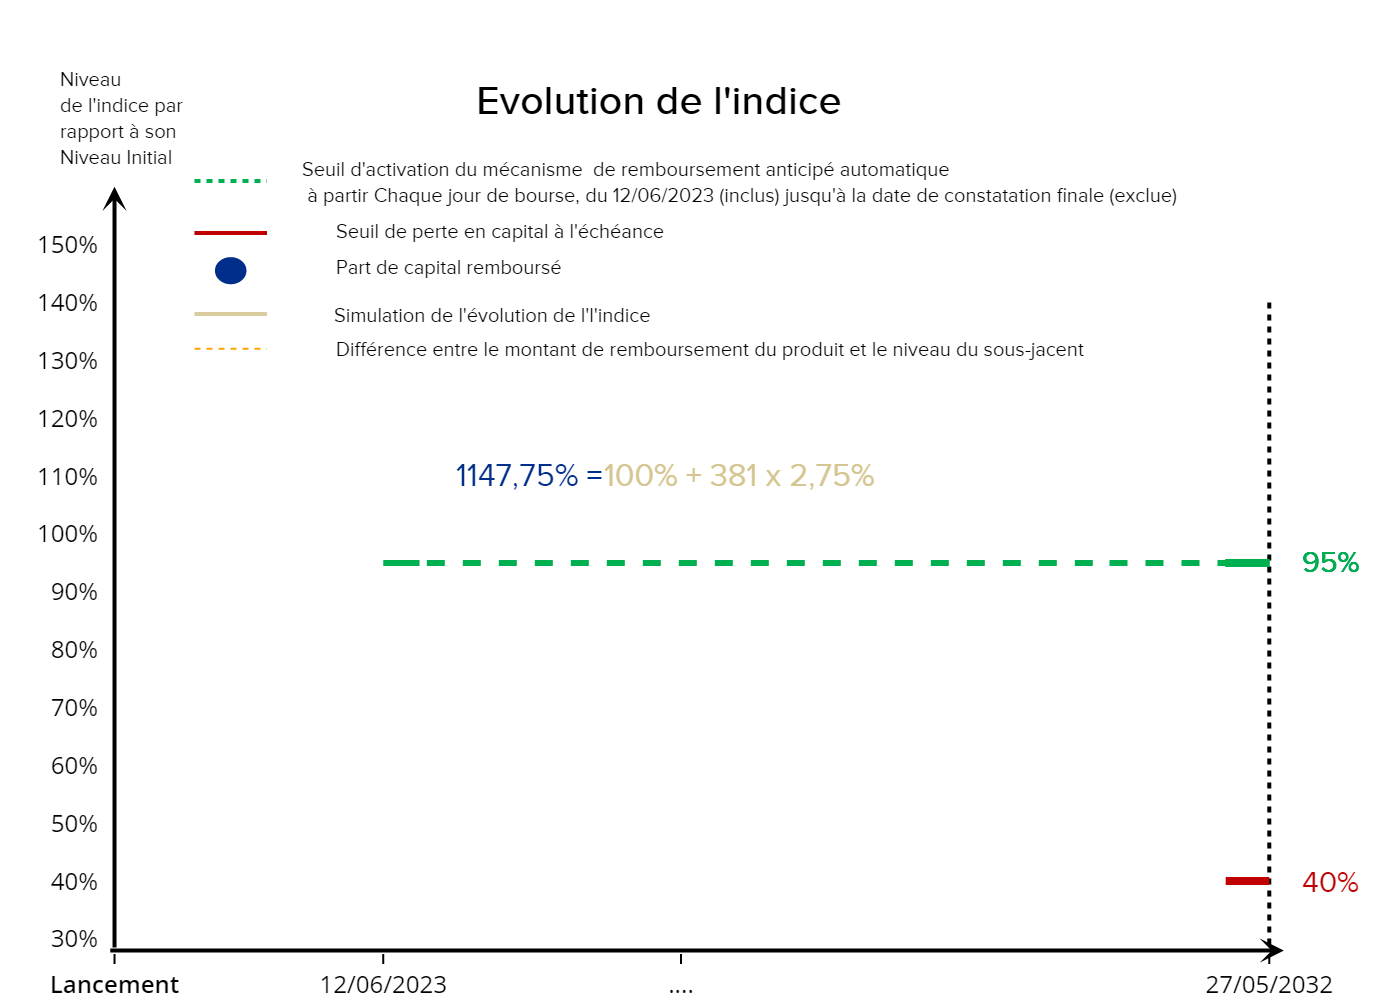 Niveau
de l'indice par
rapport à son
Niveau Initial
Evolution de l'indice
Seuil d'activation du mécanisme  de remboursement anticipé automatique
à partir Chaque jour de bourse, du 12/06/2023 (inclus) jusqu'à la date de constatation finale (exclue)
Seuil de perte en capital à l'échéance
Part de capital remboursé
Simulation de l'évolution de l'l'indice
Différence entre le montant de remboursement du produit et le niveau du sous-jacent
150%
140%
130%
120%
110%
100%
90%
80%
70%
60%
50%
40%
30%
1147,75% =100% + 381 x 2,75%
95%
40%
Lancement
12/06/2023
....
27/05/2032